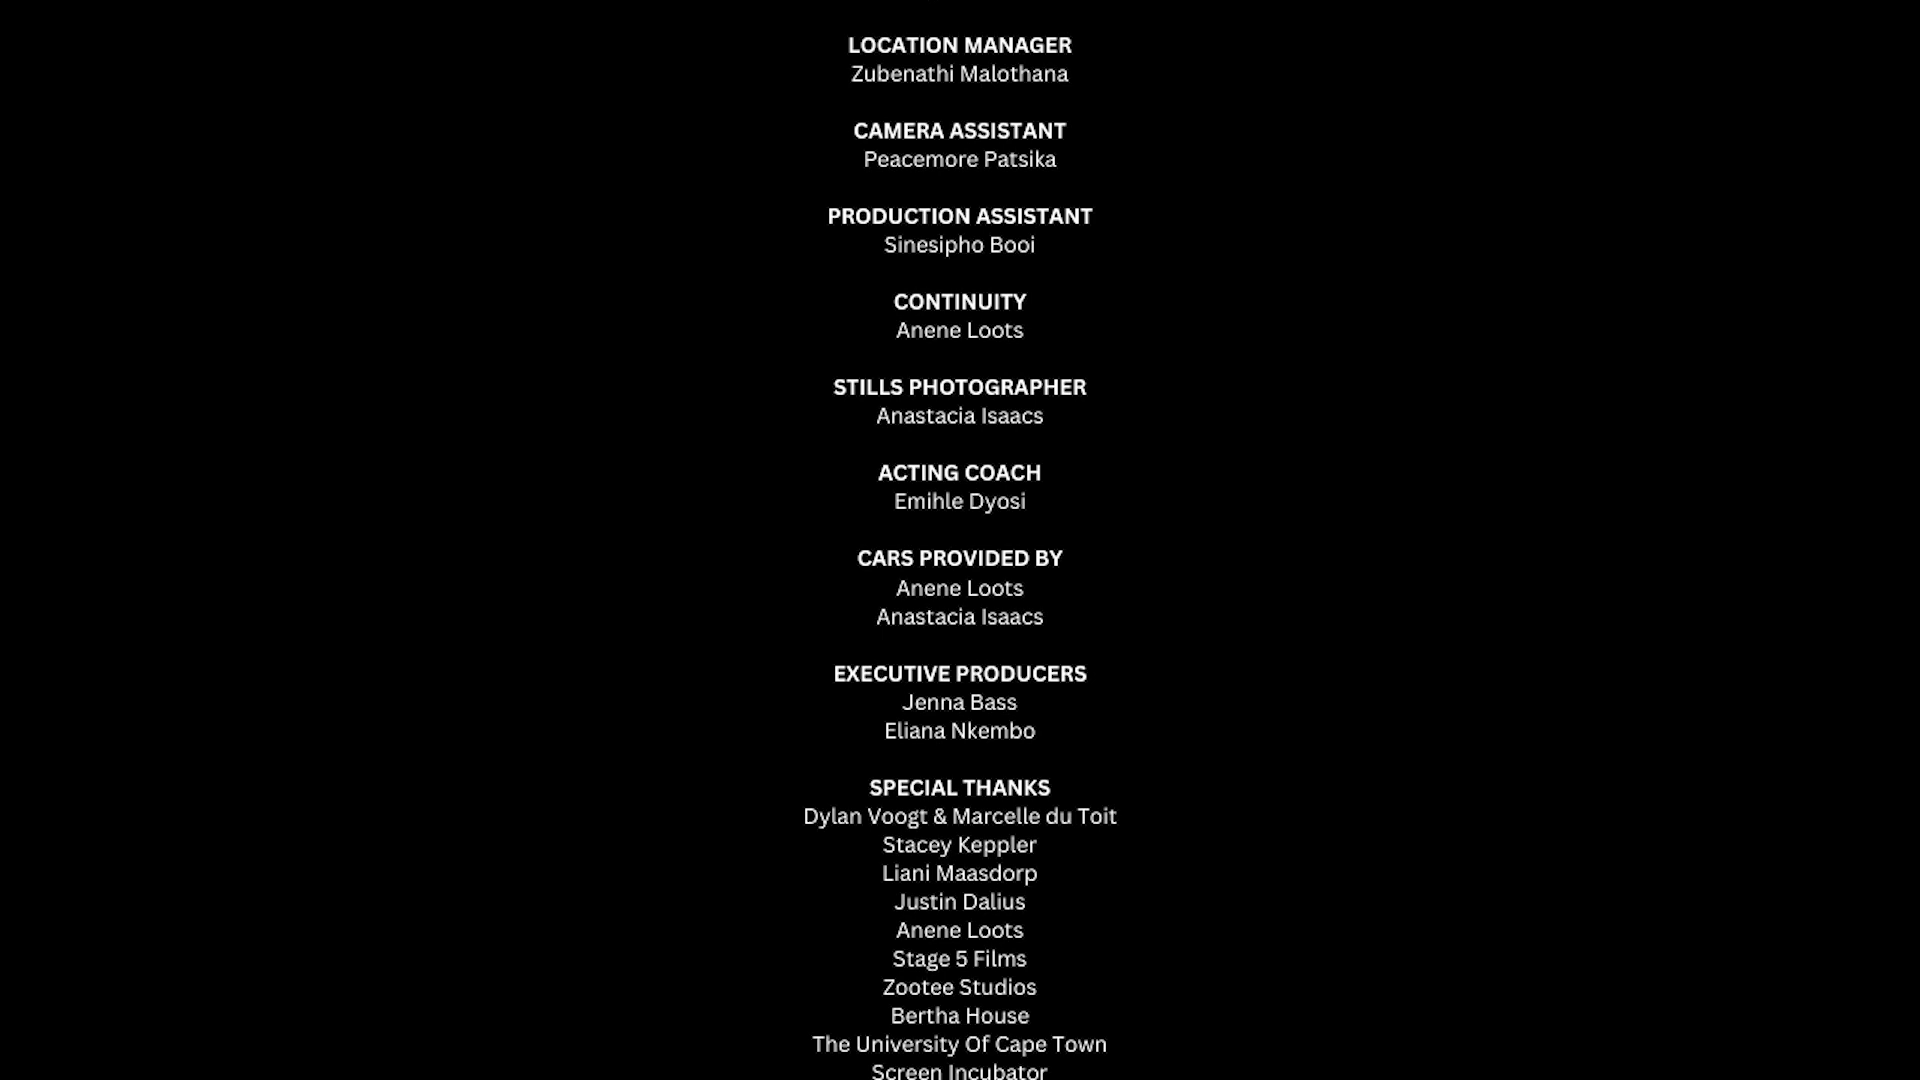 LOCATION MANAGER
Zubenathi Malothana
CAMERA ASSISTANT
Peacemore Patsika
PRODUCTION ASSISTANT
Sinesipho Booi
CONTINUITY
Anene Loots
STILLS PHOTOGRAPHER
Anastacia Isaacs
ACTING COACH
Emihle Dyosi
CARS PROVIDED BY
Anene Loots
Anastacia Isaacs
EXECUTIVE PRODUCERS
Jenna Bass
Eliana Nkembo
SPECIAL THANKS
Dylan Voogt & Marcelle du Toit
Stacey Keppler
Liani Maasdorp
Justin Dalius
Anene Loots
Stage 5 Films
Zootee Studios
Bertha House
The University Of Cape Town
Screen Incubator